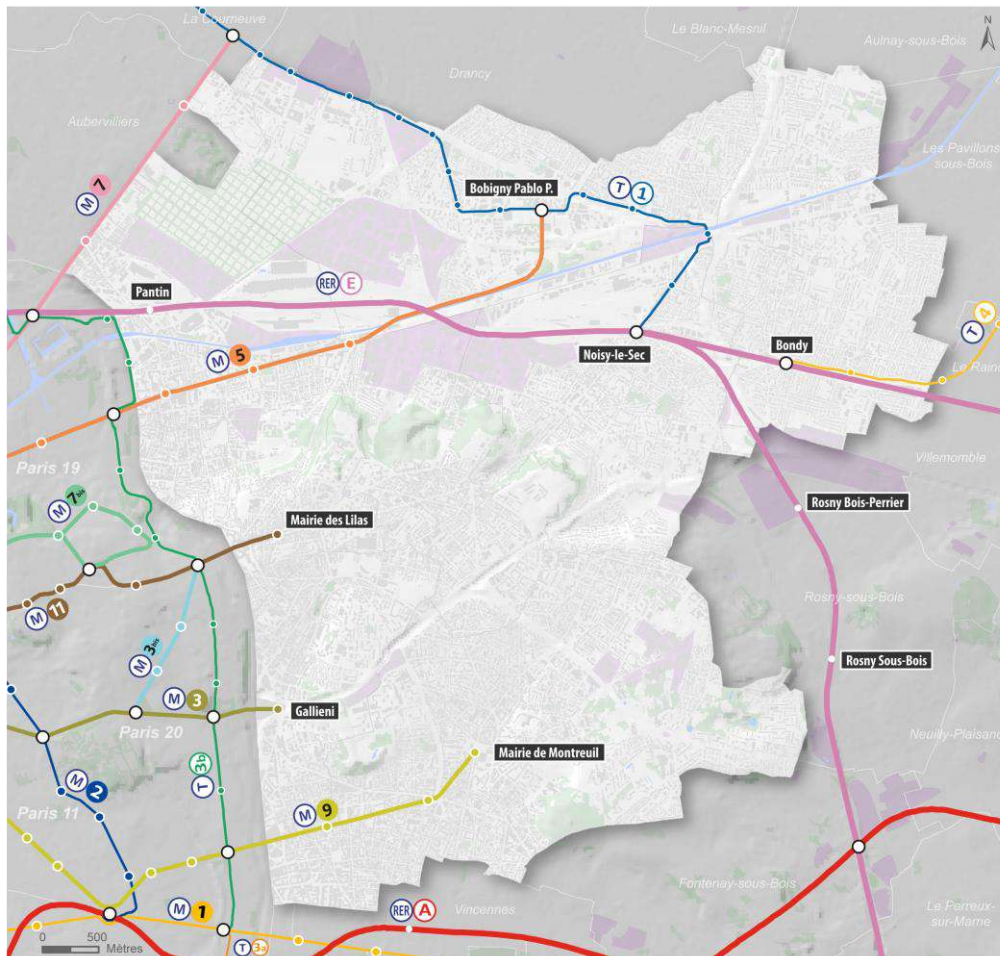 La Courneuve
Le Blanc-Mesnil
N
Aulnay-sous-Bois
Drancy
Aubervilliers
Les Pavillons
sous-Bois
M 7
Bobigny Pablo P.
T 1
Pantin
RER E
T 4
M 5
Noisy-le-Sec
Bondy
Le Rainc
Paris 19
Villemomble
M 7bis
Mairie des Lilas
Rosny Bois-Perrier
M 11
Rosny-sous-Bois
M 3bis
Rosny Sous-Bois
M 3
Gallieni
Paris 20
Neuilly-Plaisanc
Mairie de Montreuil
T 3b
M 2
Paris 11
M 9
Fontenay-sous-Bois
M 1
RER A
Vincennes
Le Perreux-
sur-Marne
0 500
Mètres
T 3a